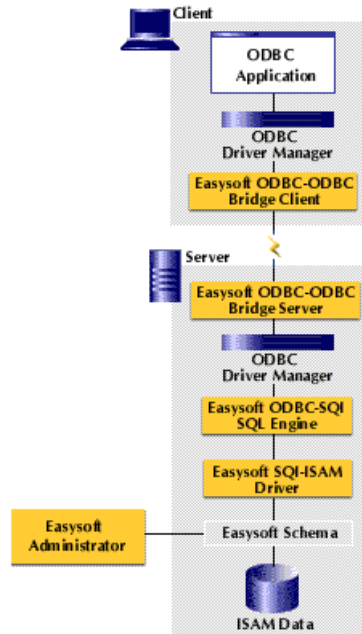 Client
ODBC
Application
ODBC
Driver Manager
Easysoft ODBC-ODBC
Bridge Client
Server
Easysoft ODBC-ODBC
Bridge Server
ODBC
Driver Manager
Easysoft ODBC-SQI
SQL Engine
Easysoft SQI-ISAM
Driver
Easysoft
Administrator
Easysoft Schema
ISAM Data